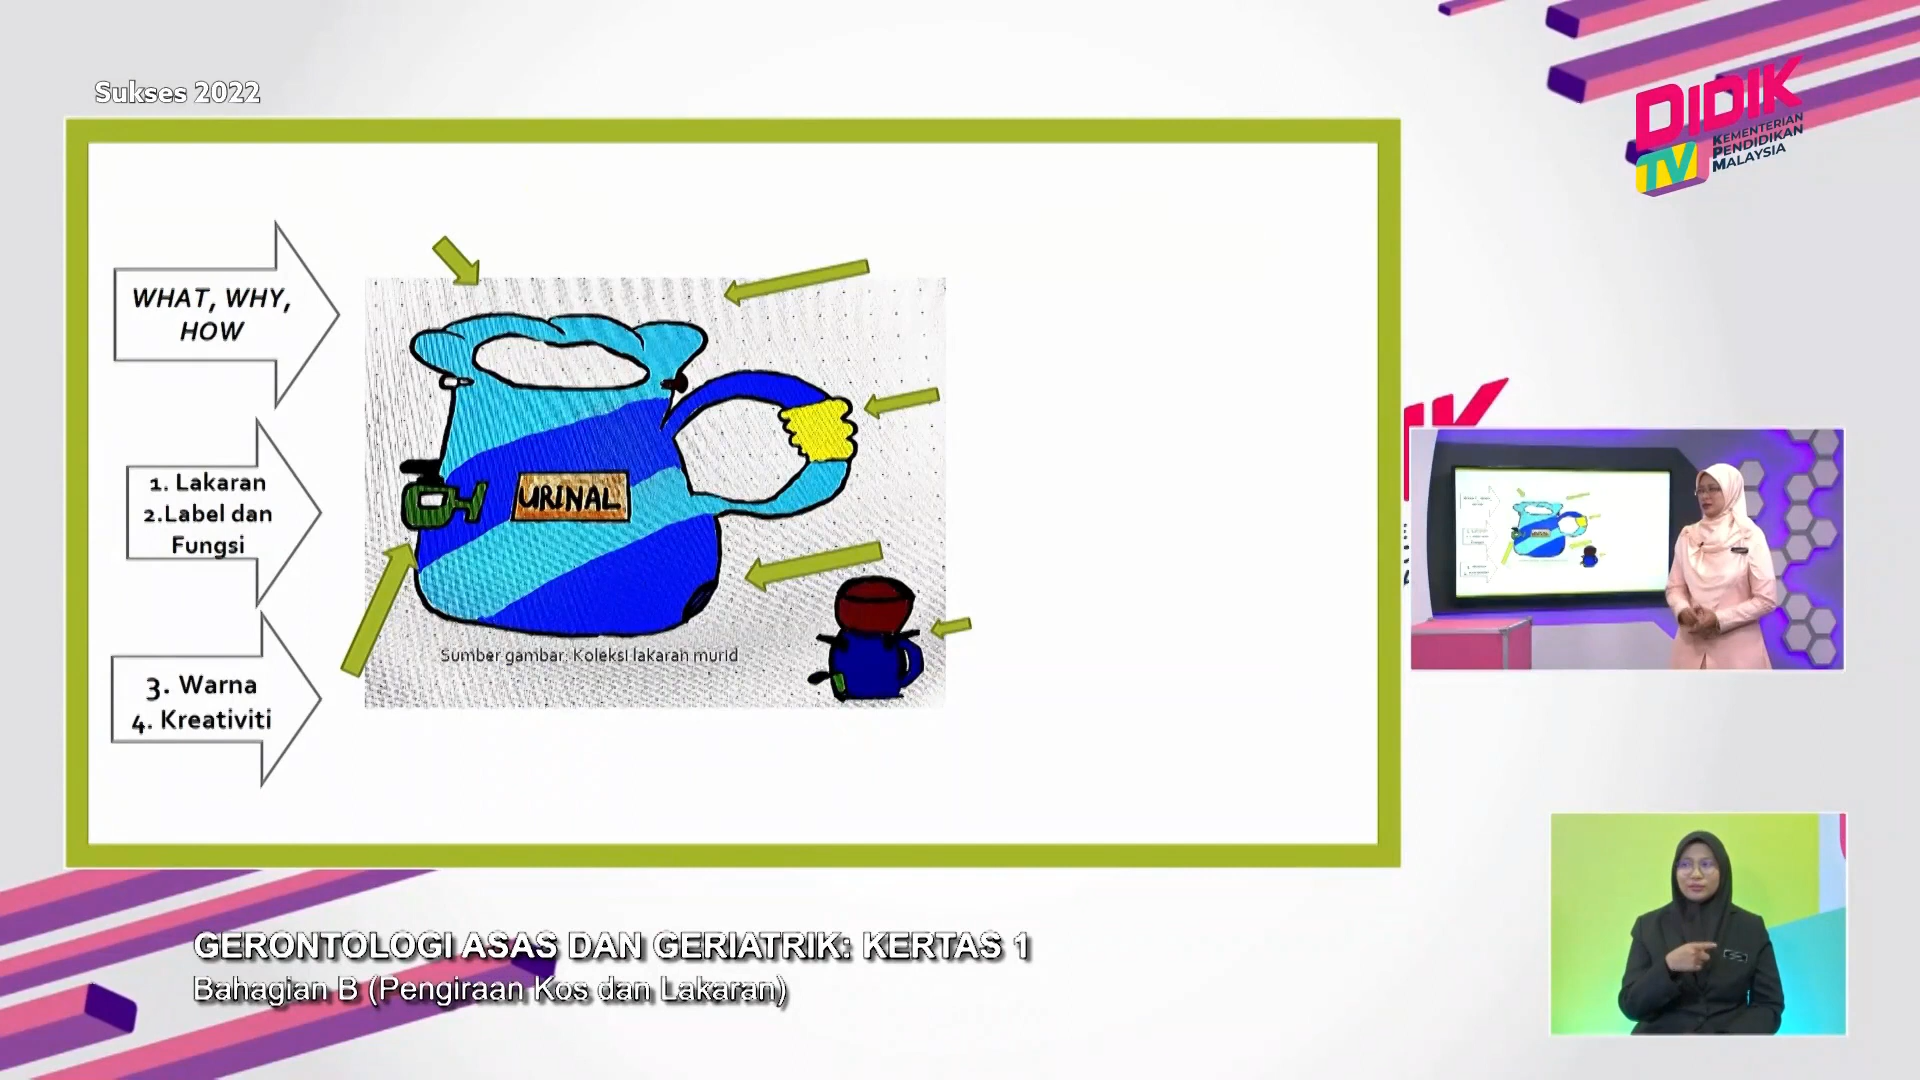 Sukses 2022
DIDIK
TV
KEMENTERIAN
PENDIDIKAN
MALAYSIA
WHAT, WHY,
HOW
1. Lakaran
2.Label dan
Fungsi
3. Warna
4. Kreativiti
URINAL
Sumber gambar: Koleksi lakaran murid
IK
GERONTOLOGI ASAS DAN GERIATRIK: KERTAS 1
Bahagian B (Pengiraan Kos dan Lakaran)